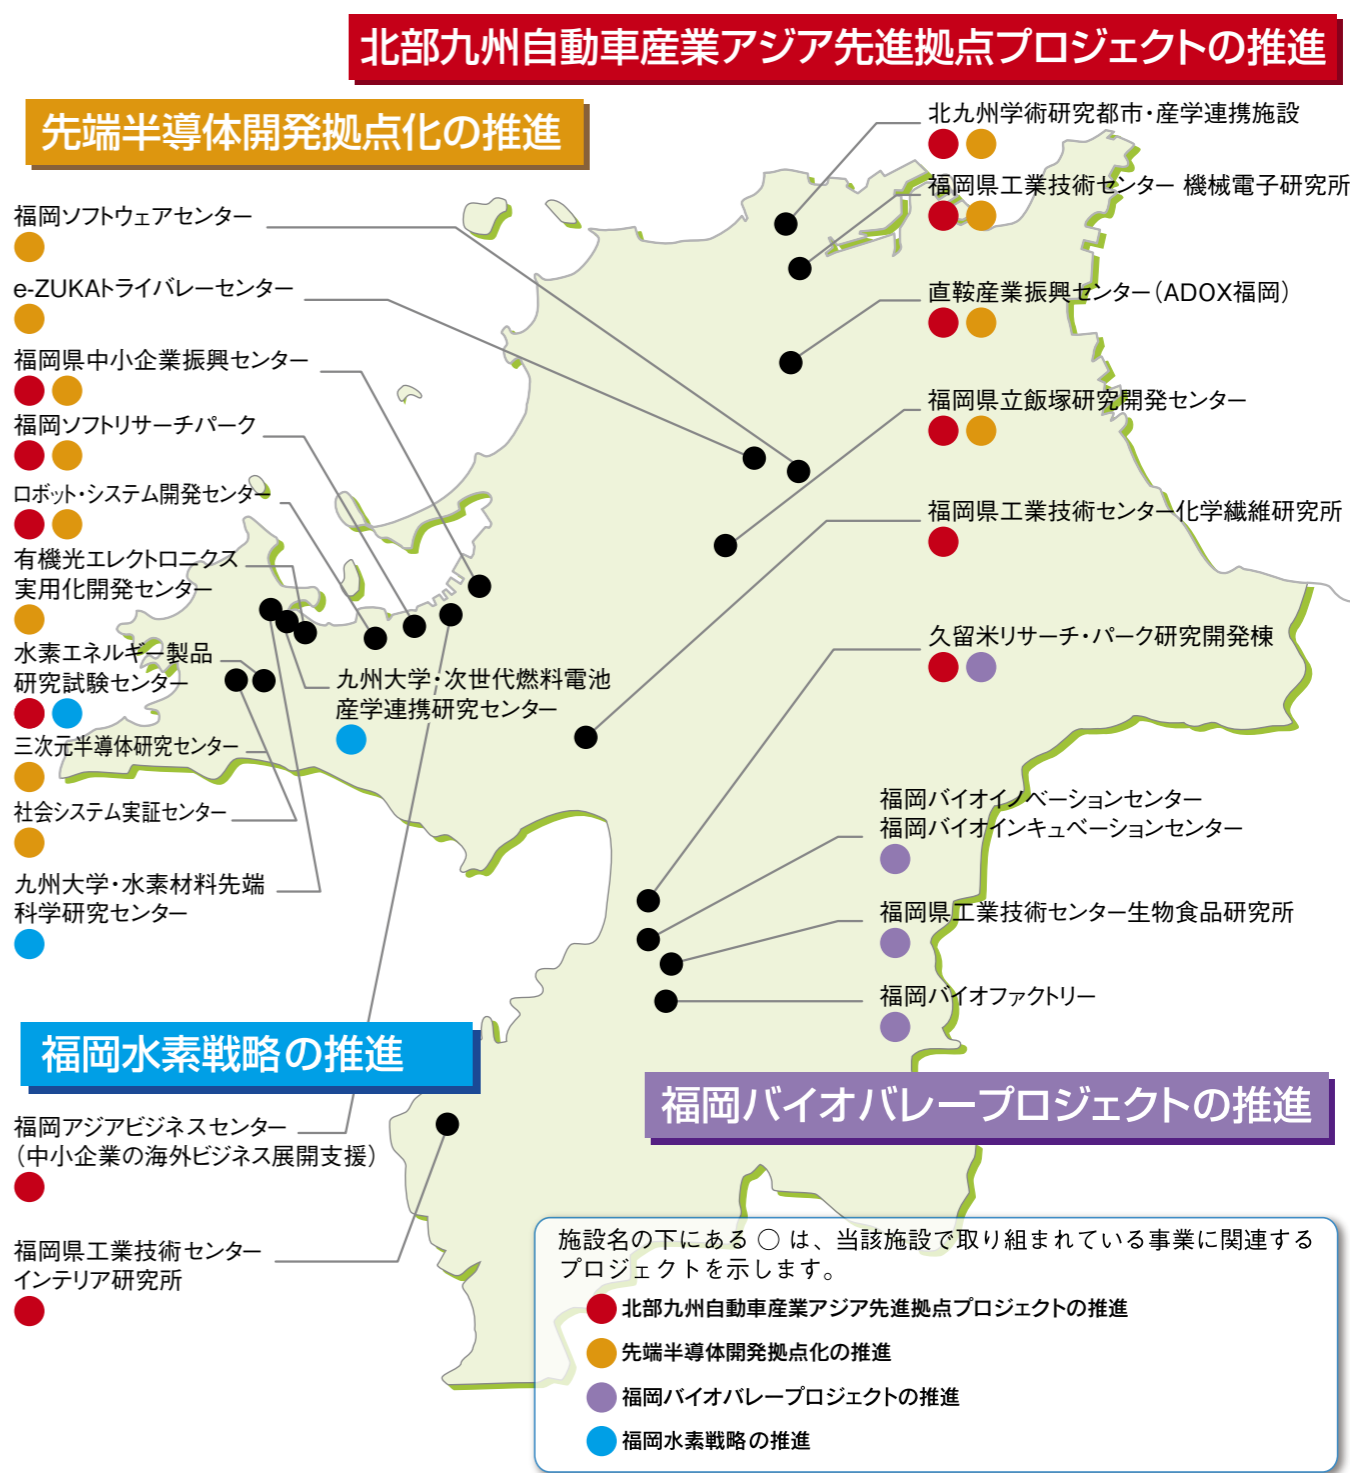 北部九州自動車産業アジア先進拠点プロジェクトの推進
先端半導体開発拠点化の推進
福岡ソフトウェアセンター
e-ZUKAトライバレーセンター
福岡県中小企業振興センター
福岡ソフトリサーチパーク
ロボット・システム開発センター
有機光エレクトロニクス
実用化開発センター
水素エネルギー製品
研究試験センター
三次元半導体研究センター
社会システム実証センター
九州大学・水素材料先端
科学研究センター
九州大学・次世代燃料電池
産学連携研究センター
北九州学術研究都市・産学連携施設
福岡県工業技術センター 機械電子研究所
直鞍産業振興センター（ADOX福岡）
福岡県立飯塚研究開発センター
福岡県工業技術センター化学繊維研究所
久留米リサーチ・パーク研究開発棟
福岡バイオイノベーションセンター
福岡バイオインキュベーションセンター
福岡県工業技術センター生物食品研究所
福岡バイオファクトリー
福岡水素戦略の推進
福岡アジアビジネスセンター
（中小企業の海外ビジネス展開支援）
福岡県工業技術センター
インテリア研究所
福岡バイオバレープロジェクトの推進
施設名の下にある ○ は、当該施設で取り組まれている事業に関連する
プロジェクトを示します。
北部九州自動車産業アジア先進拠点プロジェクトの推進
先端半導体開発拠点化の推進
福岡バイオバレープロジェクトの推進
福岡水素戦略の推進